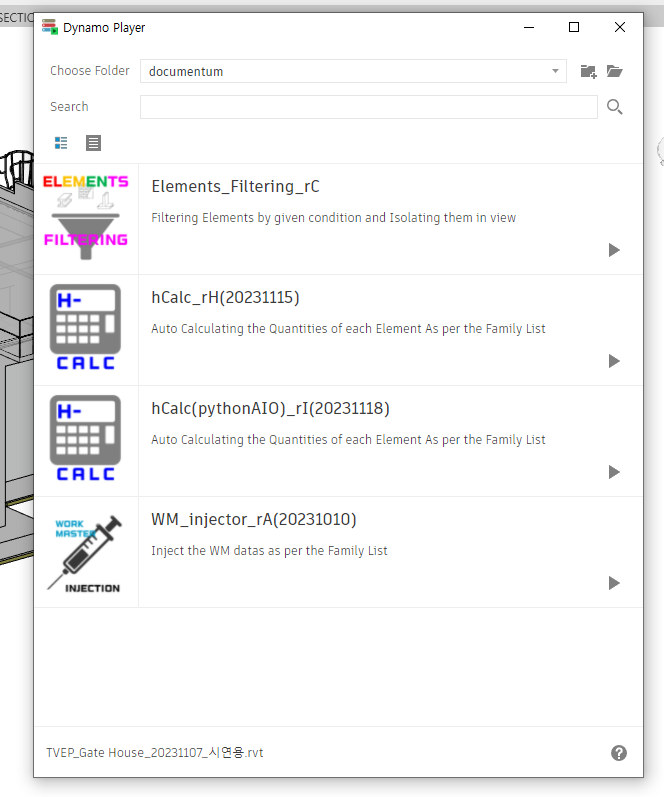 SECTIO
Dynamo Player
Choose Folder
documentum
Search
ELEMENTS
FILTERING
Elements_Filtering_rC
Filtering Elements by given condition and Isolating them in view
H-
CALC
hCalc_rH(20231115)
Auto Calculating the Quantities of each Element As per the Family List
H-
CALC
hCalc(pythonAIO)_rI(20231118)
Auto Calculating the Quantities of each Element As per the Family List
WORK
MASTER
INJECTION
WM_injector_rA(20231010)
Inject the WM datas as per the Family List
TVEP_Gate House_20231107_시연용.rvt
?